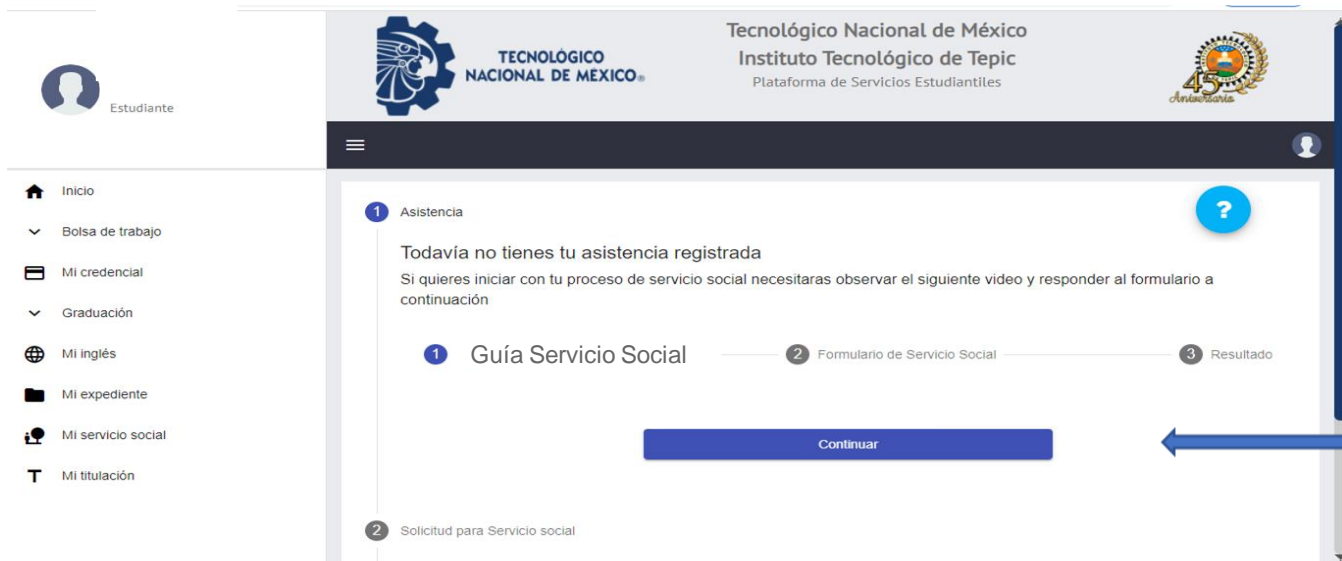 Tecnológico Nacional de México
Instituto Tecnológico de Tepic
Plataforma de Servicios Estudiantiles
TECNOLÓGICO
NACIONAL DE MÉXICO®
45
Aniversario
Estudiante
Inicio
Bolsa de trabajo
Mi credencial
Graduación
Mi inglés
Mi expediente
Mi servicio social
T Mi titulación
1 Asistencia
?
Todavía no tienes tu asistencia registrada
Si quieres iniciar con tu proceso de servicio social necesitaras observar el siguiente video y responder al formulario a
continuación
1 Guía Servicio Social 2 Formulario de Servicio Social 3 Resultado
Continuar
2 Solicitud para Servicio social